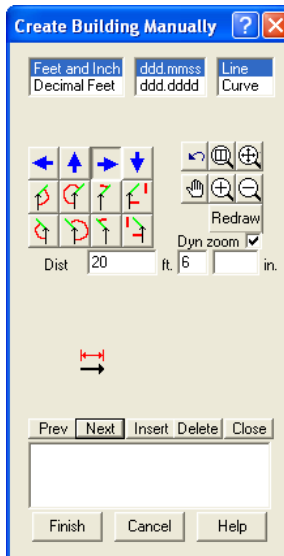 Create Building Manually ? X
Feet and Inch ddd.mmss Line
Decimal Feet ddd.dddd Curve
Redraw
Dyn zoom
Dist 20 ft. 6 in.
Prev Next Insert Delete Close
Finish Cancel Help